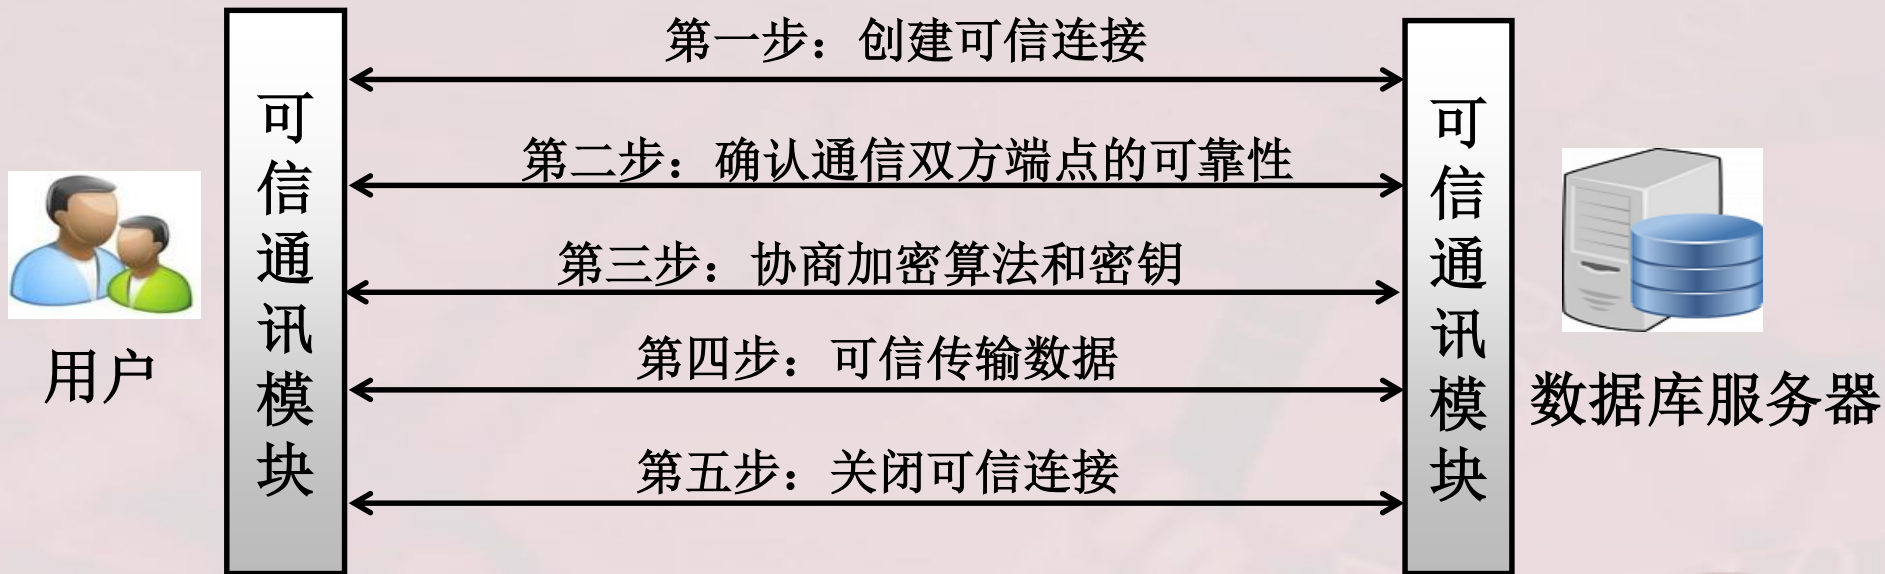 第一步：创建可信连接
第二步：确认通信双方端点的可靠性
第三步：协商加密算法和密钥
第四步：可信传输数据
第五步：关闭可信连接
可信通讯模块
可信通讯模块
用户
数据库服务器